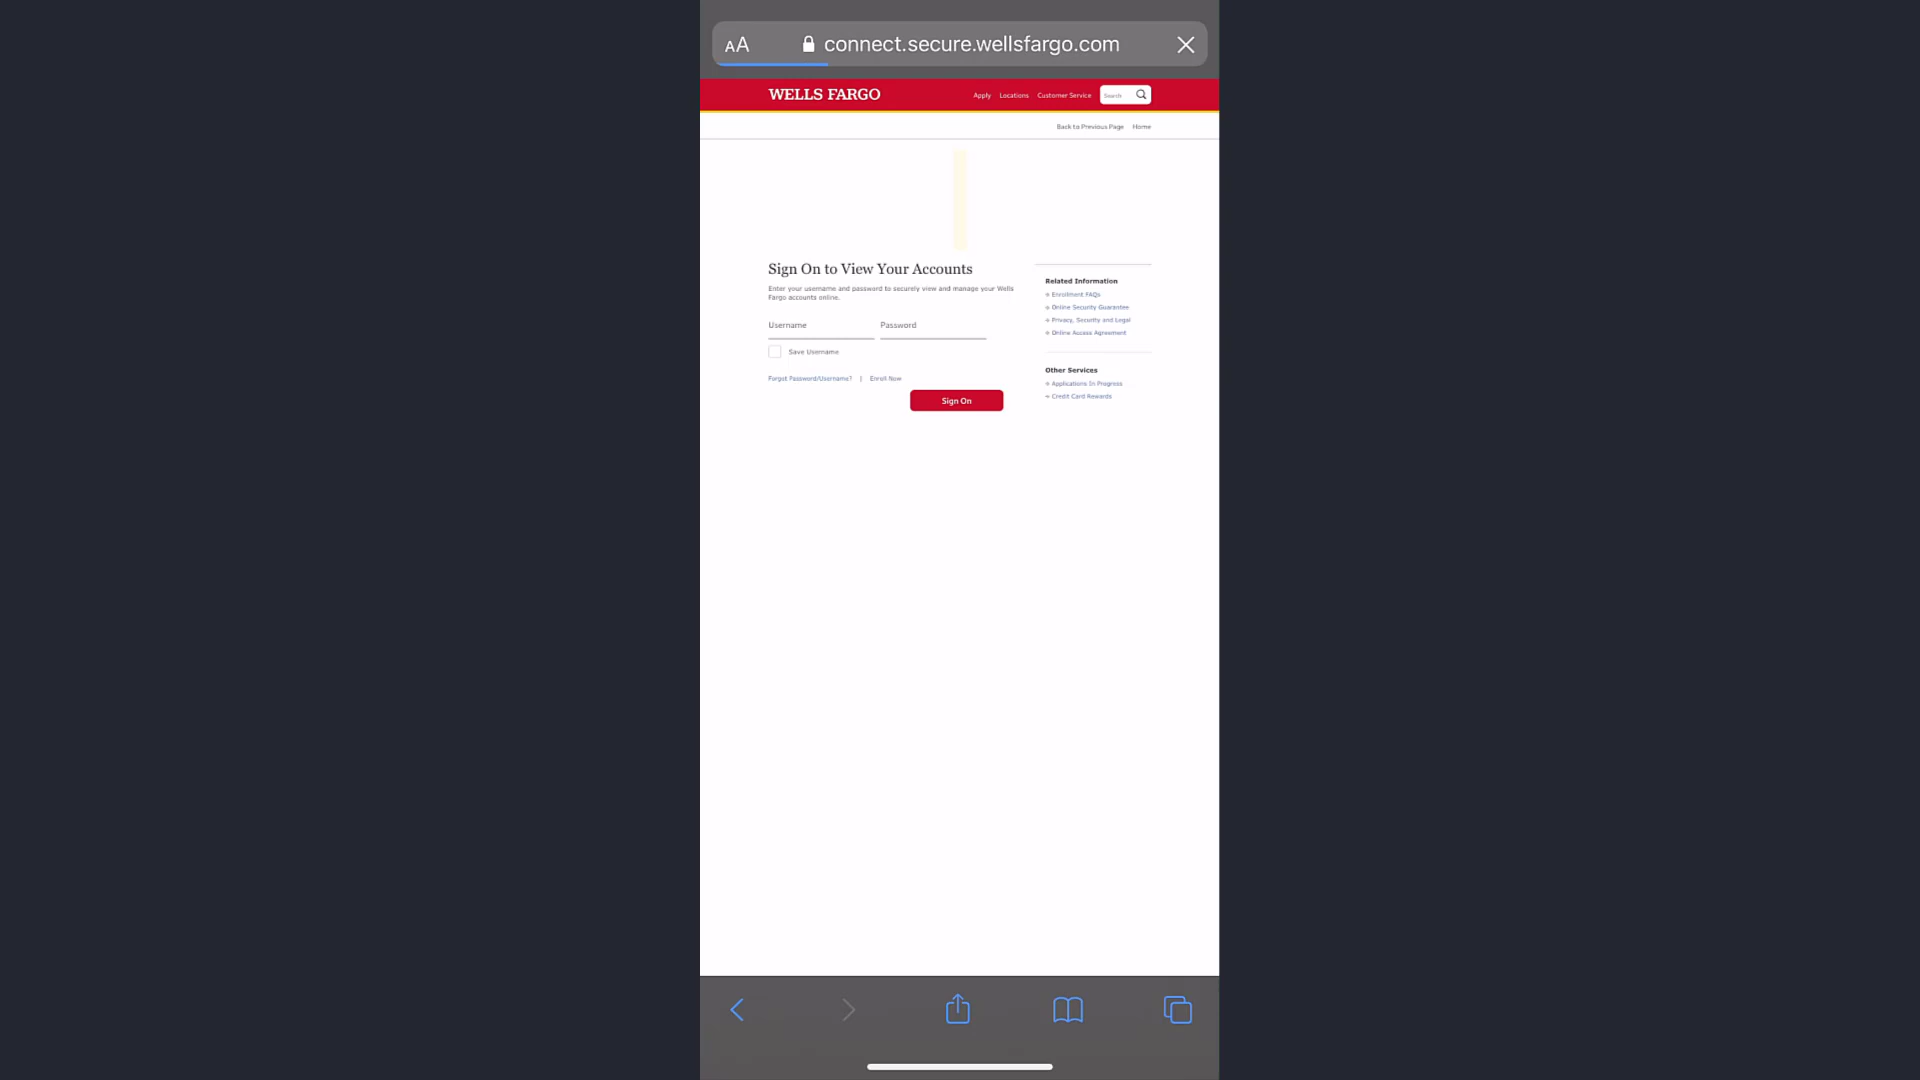 AA connect.secure.wellsfargo.com
WELLS FARGO Apply Locations Customer Service Search
Back to Previous Page Home
Sign On to View Your Accounts
Enter your username and password to securely view and manage your Wells
Fargo accounts online.
Username Password
Save Username
Forgot Password/Username? | Enroll Now
Sign On
Related Information
Enrollment FAQs
Online Security Guarantee
Privacy, Security and Legal
Online Access Agreement
Other Services
Applications In Progress
Credit Card Rewards